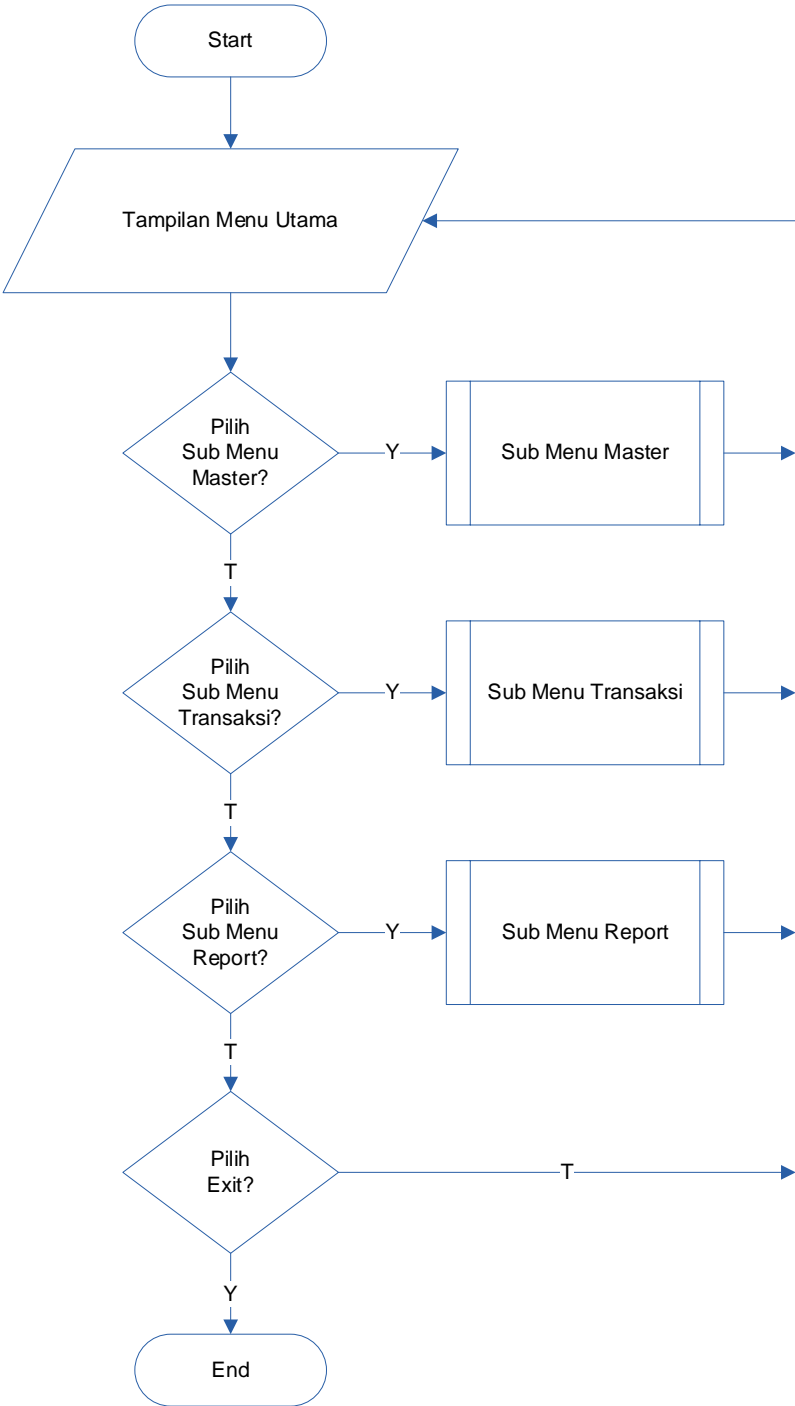 Start
Tampilan Menu Utama
Pilih
Sub Menu
Master?
Y
Sub Menu Master
T
Pilih
Sub Menu
Transaksi?
Y
Sub Menu Transaksi
T
Pilih
Sub Menu
Report?
Y
Sub Menu Report
T
Pilih
Exit?
T
Y
End